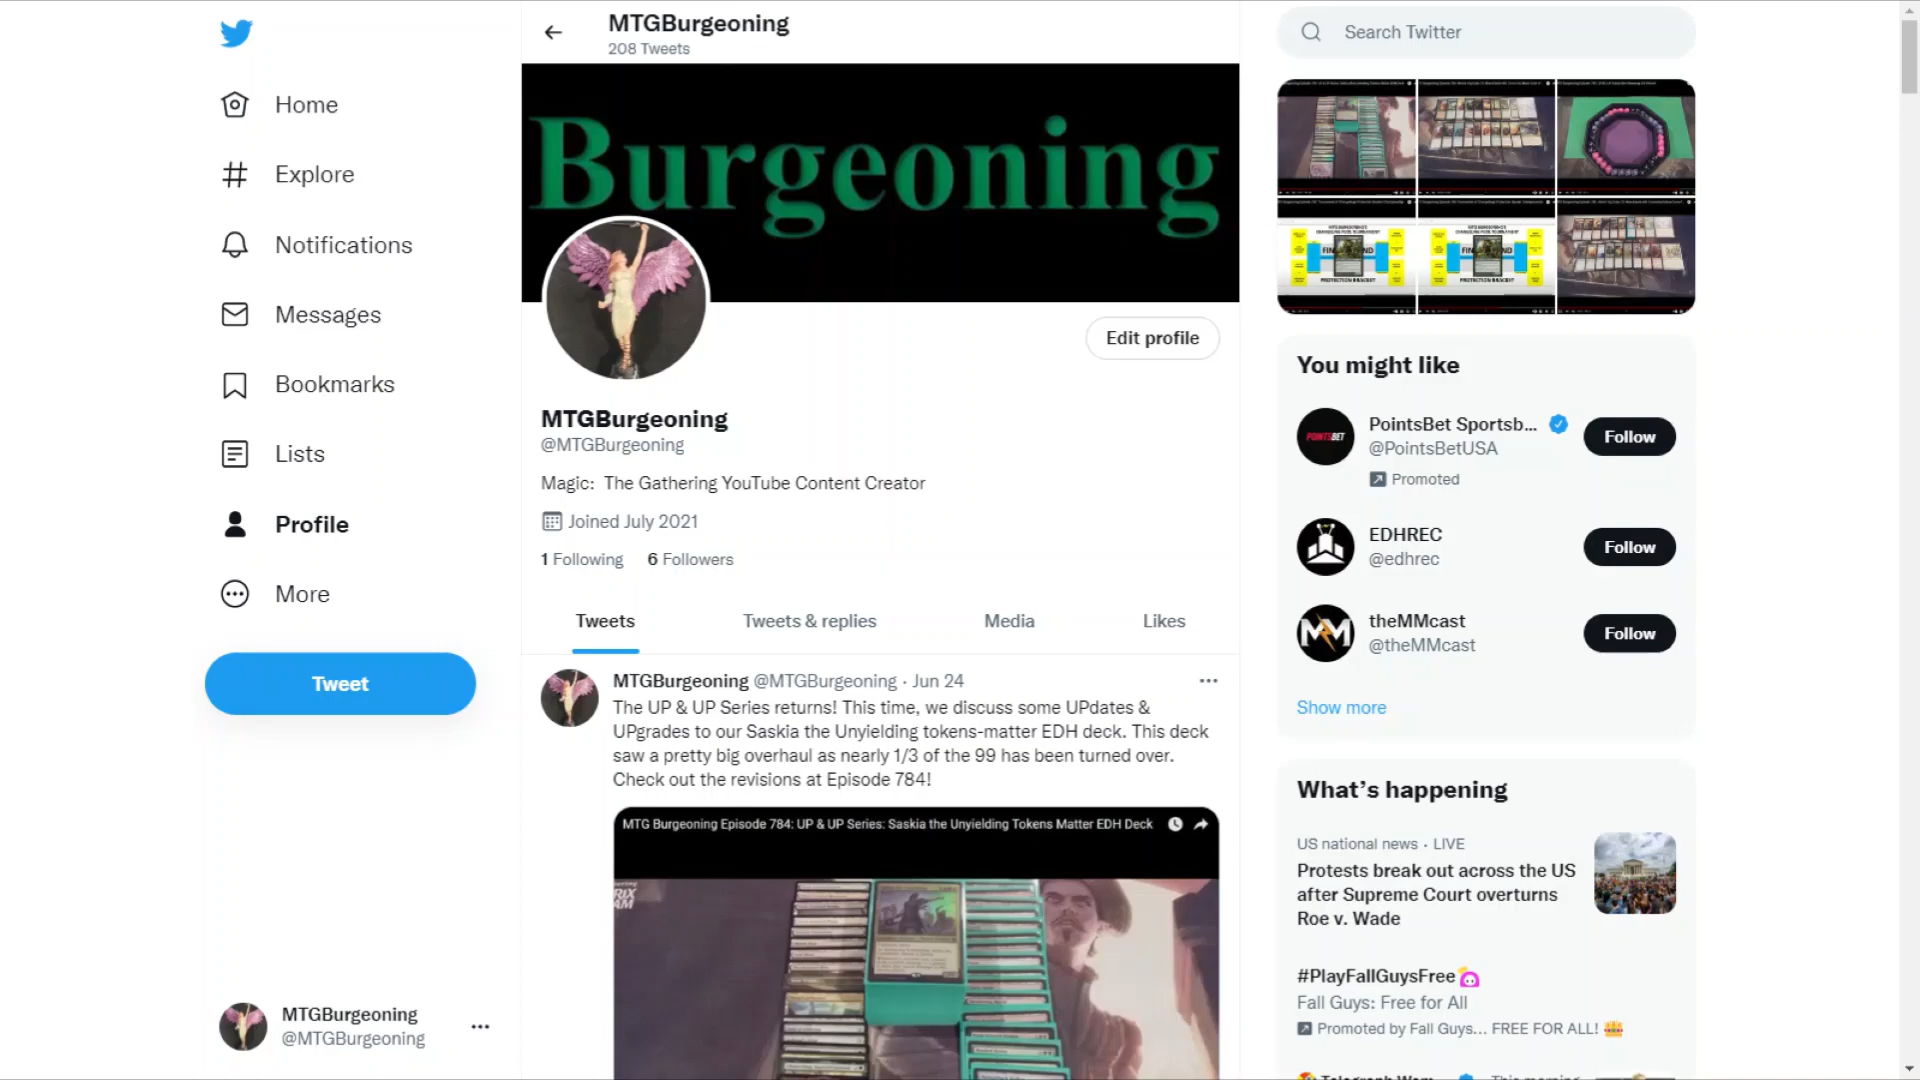 MTGBurgeoning
208 Tweets
Search Twitter
Home
Explore
Notifications
Messages
Bookmarks
Lists
Profile
More
Tweet
MTGBurgeoning
@MTGBurgeoning
Burgeoning
Edit profile
MTGBurgeoning
@MTGBurgeoning
Magic: The Gathering YouTube Content Creator
Joined July 2021
1 Following 6 Followers
Tweets
Tweets & replies
Media
Likes
MTGBurgeoning @MTGBurgeoning · Jun 24
The UP & UP Series returns! This time, we discuss some UPdates &
UPgrades to our Saskia the Unyielding tokens-matter EDH deck. This deck
saw a pretty big overhaul as nearly 1/3 of the 99 has been turned over.
Check out the revisions at Episode 784!
MTG Burgeoning Episode 784: UP & UP Series: Saskia the Unyielding Tokens Matter EDH Deck
You might like
POINTSBET
PointsBet Sportsb...
@PointsBetUSA
Promoted
Follow
EDHREC
@edhrec
Follow
theMMcast
@theMMcast
Follow
Show more
What's happening
US national news · LIVE
Protests break out across the US
after Supreme Court overturns
Roe v. Wade
#PlayFallGuysFree
Fall Guys: Free for All
Promoted by Fall Guys... FREE FOR ALL!